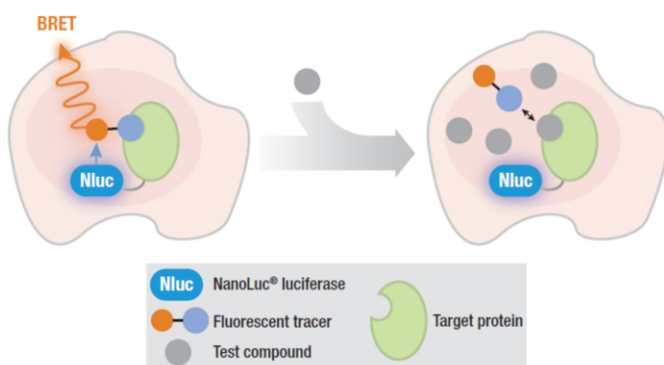 BRET
Nluc
Nluc
Nluc NanoLuc® luciferase
Fluorescent tracer
Test compound
Target protein